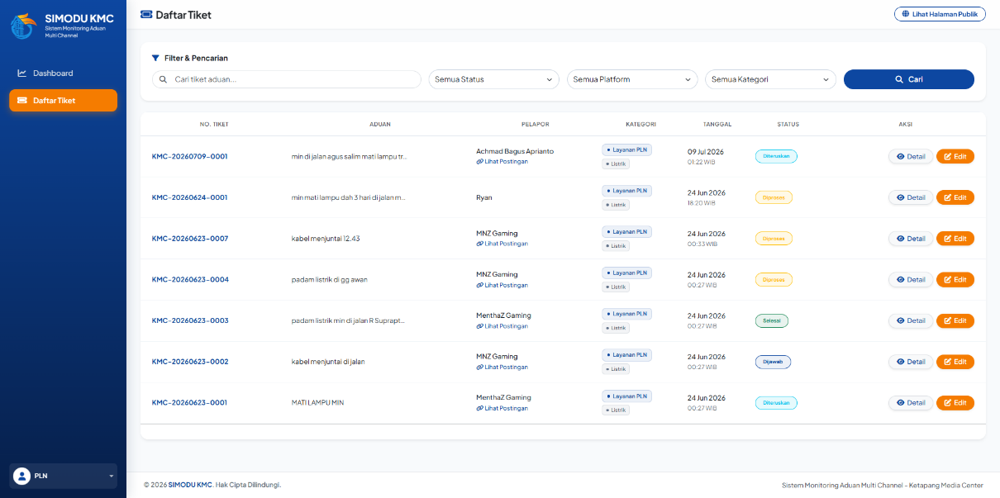 SIMODU KMC
Sistem Monitoring Aduan
Multi Channel
Dashboard
Daftar Tiket
PLN
Daftar Tiket
Lihat Halaman Publik
Filter & Pencarian
Cari tiket aduan...
Semua Status
Semua Platform
Semua Kategori
Cari
NO. TIKET ADUAN PELAPOR KATEGORI TANGGAL STATUS AKSI
KMC-20260709-0001 min di jalan agus salim mati lampu tr... Achmad Bagus Aprianto Layanan PLN 09 Jul 2026 Diteruskan Detail Edit
Lihat Postingan Listrik 01:22 WIB
KMC-20260624-0001 min mati lampu dah 3 hari di jalan m... Ryan Layanan PLN 24 Jun 2026 Diproses Detail Edit
Listrik 18:20 WIB
KMC-20260623-0007 kabel menjuntai 12.43 MNZ Gaming Layanan PLN 24 Jun 2026 Diproses Detail Edit
Lihat Postingan Listrik 00:33 WIB
KMC-20260623-0004 padam listrik di gg awan MNZ Gaming Layanan PLN 24 Jun 2026 Diproses Detail Edit
Lihat Postingan Listrik 00:27 WIB
KMC-20260623-0003 padam listrik min di jalan R Suprapt... MenthaZ Gaming Layanan PLN 24 Jun 2026 Selesai Detail Edit
Lihat Postingan Listrik 00:27 WIB
KMC-20260623-0002 kabel menjuntai di jalan MNZ Gaming Layanan PLN 24 Jun 2026 Dijawab Detail Edit
Lihat Postingan Listrik 00:27 WIB
KMC-20260623-0001 MATI LAMPU MIN MenthaZ Gaming Layanan PLN 24 Jun 2026 Diteruskan Detail Edit
Lihat Postingan Listrik 00:27 WIB
© 2026 SIMODU KMC. Hak Cipta Dilindungi.
Sistem Monitoring Aduan Multi Channel – Ketapang Media Center